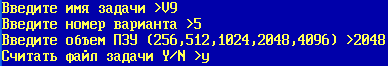 Введите имя задачи >V9
Введите номер варианта >5
Введите объем ПЗУ (256,512,1024,2048,4096) >2048
Считать файл задачи Y/N >y